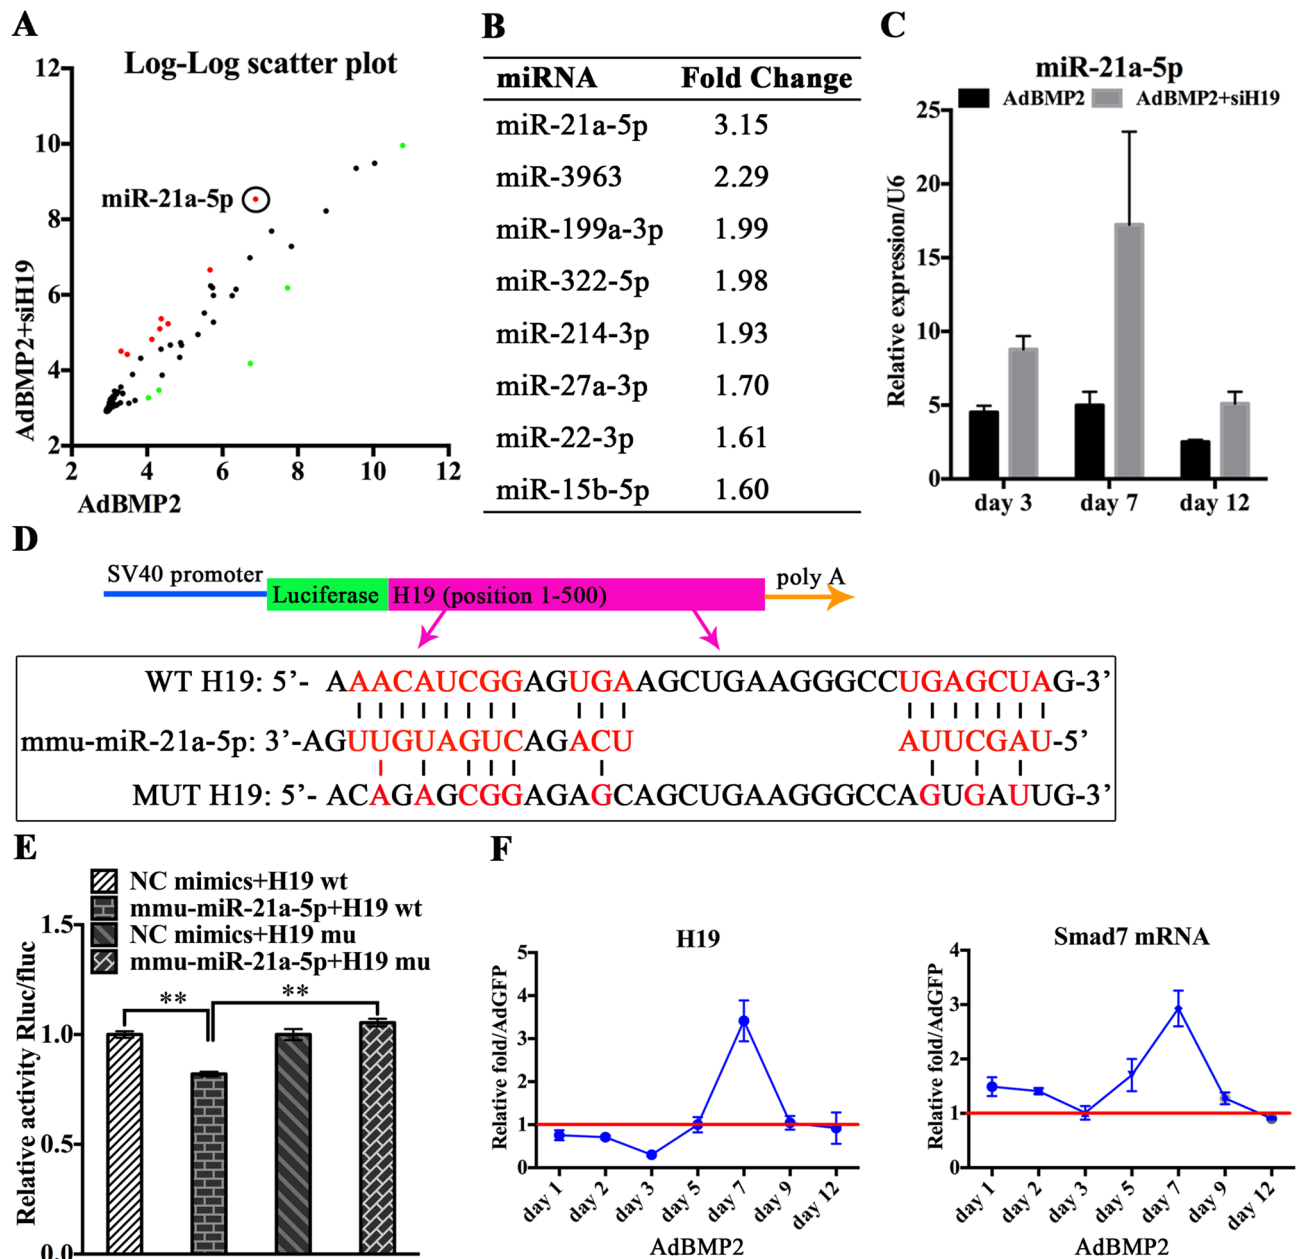 A
Log-Log scatter plot
12
10
8
6
4
2
miR-21a-5p
AdBMP2+siH19
2 4 6 8 10 12
AdBMP2
B
miRNA Fold Change
miR-21a-5p 3.15
miR-3963 2.29
miR-199a-3p 1.99
miR-322-5p 1.98
miR-214-3p 1.93
miR-27a-3p 1.70
miR-22-3p 1.61
miR-15b-5p 1.60
C
miR-21a-5p
AdBMP2 AdBMP2+siH19
25
20
15
10
5
0
Relative expression/U6
day 3 day 7 day 12
D
SV40 promoter
Luciferase
H19 (position 1-500)
poly A
WT H19: 5’- AAACAUCGGAGUGAAGCUGAAGGGCCUGAGCUAG-3’
mmu-miR-21a-5p: 3’-AGUUGUAGUCAGACU AUUCGAU-5’
MUT H19: 5’- ACAGAGCGGAGAGCAGCUGAAGGGCCAGUGAUUG-3’
E
NC mimics+H19 wt
mmu-miR-21a-5p+H19 wt
NC mimics+H19 mu
mmu-miR-21a-5p+H19 mu
1.5
1.0
0.5
0.0
Relative activity Rluc/fluc
** **
F
H19
5
4
3
2
1
0
Relative fold/AdGFP
day 1 day 2 day 3 day 5 day 7 day 9 day 12
AdBMP2
Smad7 mRNA
4
3
2
1
0
Relative fold/AdGFP
day 1 day 2 day 3 day 5 day 7 day 9 day 12
AdBMP2